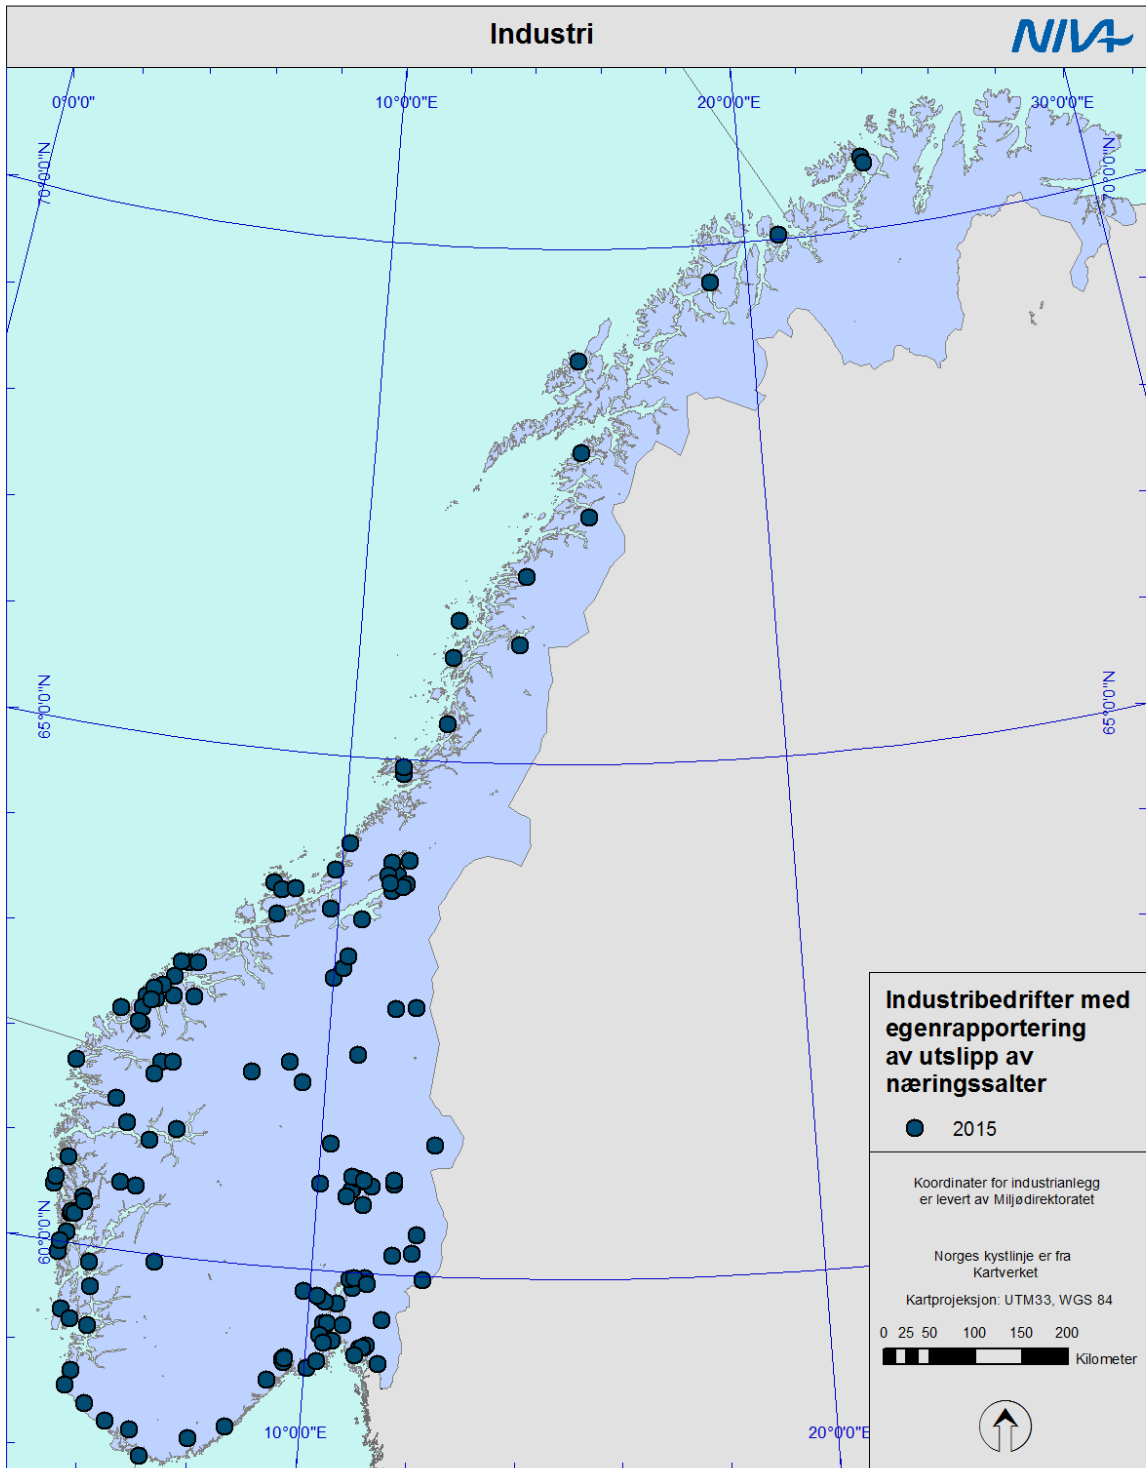 Industri
NIVA
0°0'0"
10°0'0"E
20°0'0"E
30°0'0"E
70°0'0"N
70°0'0"N
65°0'0"N
65°0'0"N
60°0'0"N
10°0'0"E
20°0'0"E
Industribedrifter med
egenrapportering
av utslipp av
næringssalter
2015
Koordinater for industrianlegg
er levert av Miljødirektoratet
Norges kystlinje er fra
Kartverket
Kartprojeksjon: UTM33, WGS 84
0 25 50 100 150 200
Kilometer